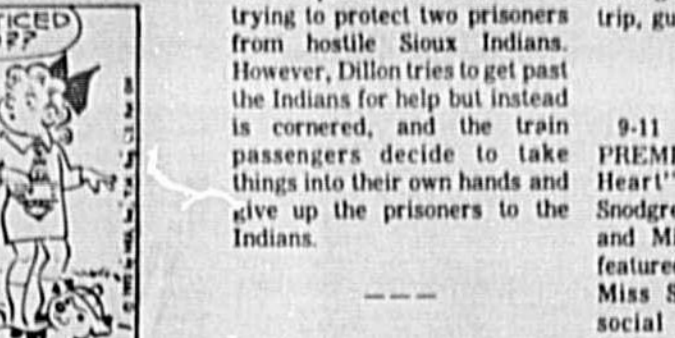 trying to protect two prisoners
from hostile Sioux Indians.
However, Dillon tries to get past
the Indians for help but instead
is cornered, and the train
passengers decide to take
things into their own hands and
give up the prisoners to the
Indians.
trip,
9-11
Heart"
and
Miss S
social